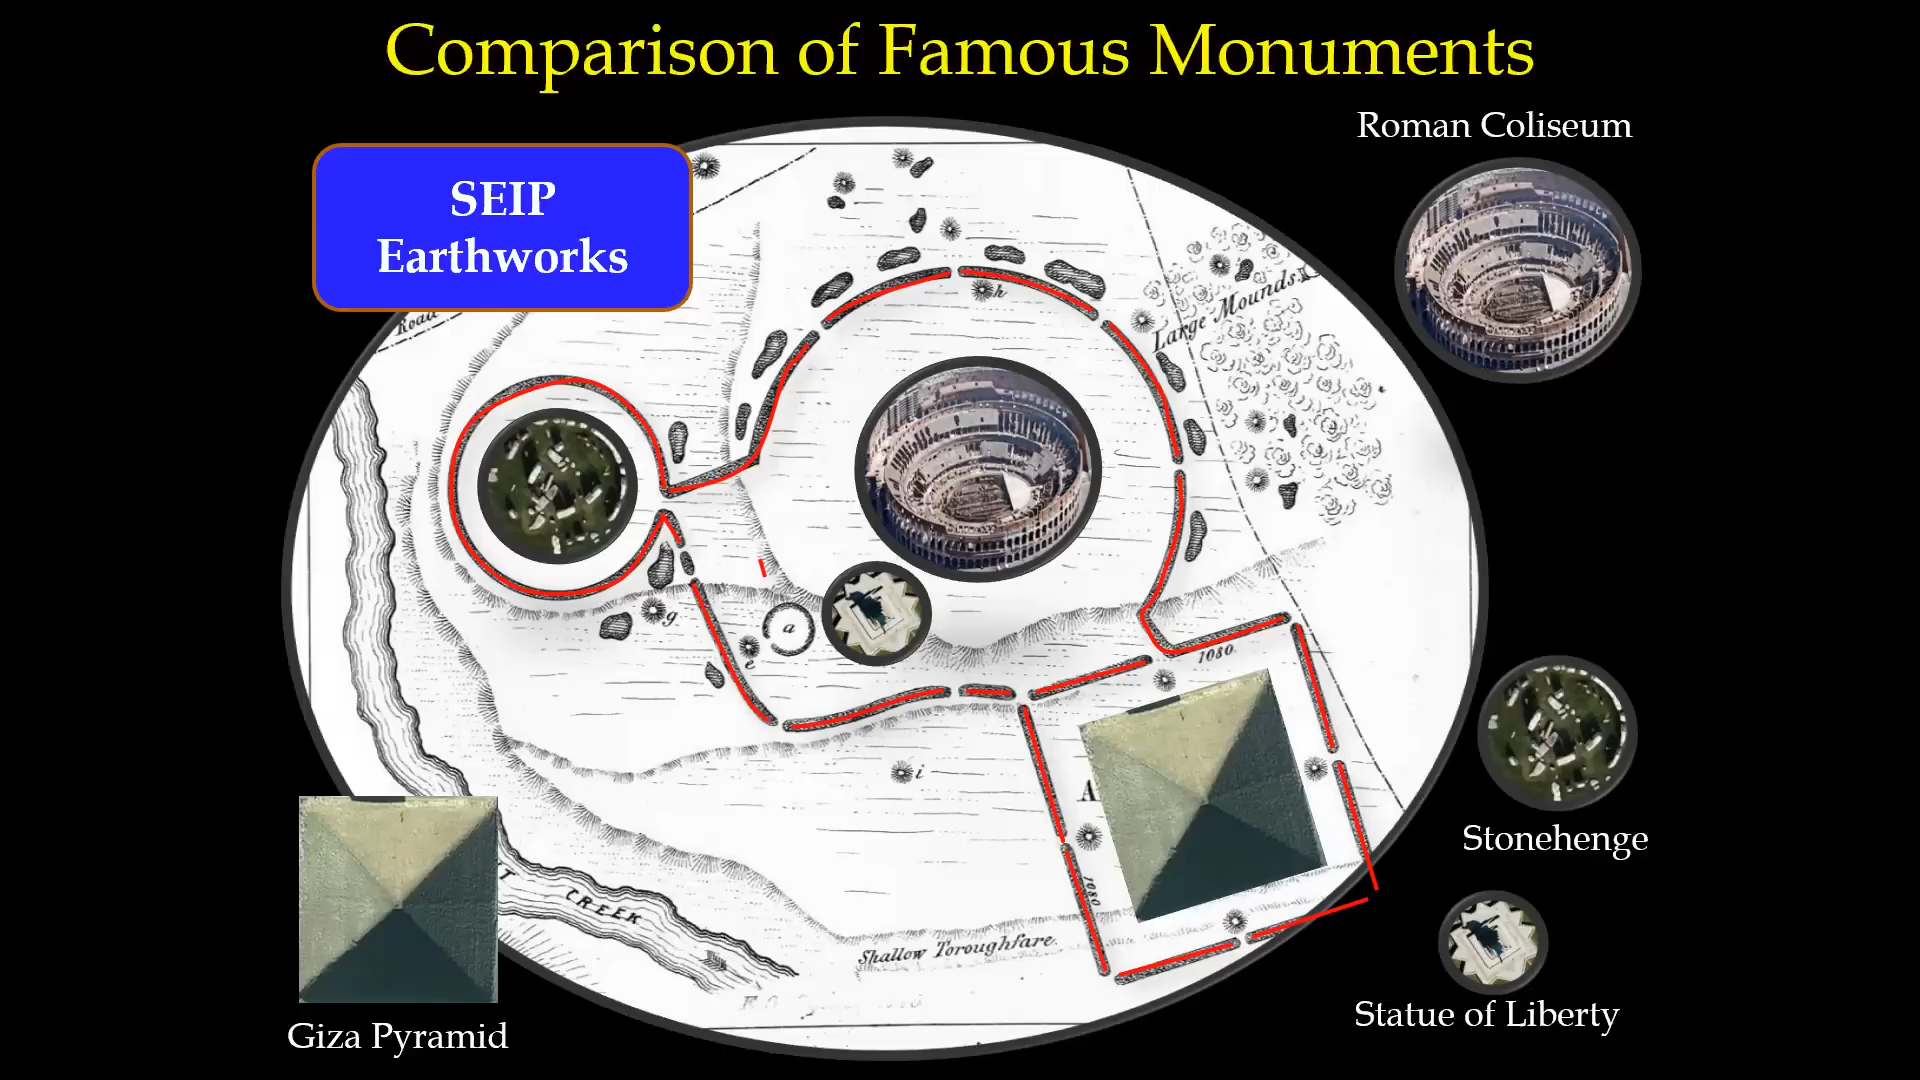 Comparison of Famous Monuments
Roman Coliseum
SEIP
Earthworks
Road
Large Mounds.
h
g
a
e
1080.
i
A
1080
CREEK
Shallow Toroughfare.
Stonehenge
Giza Pyramid
Statue of Liberty